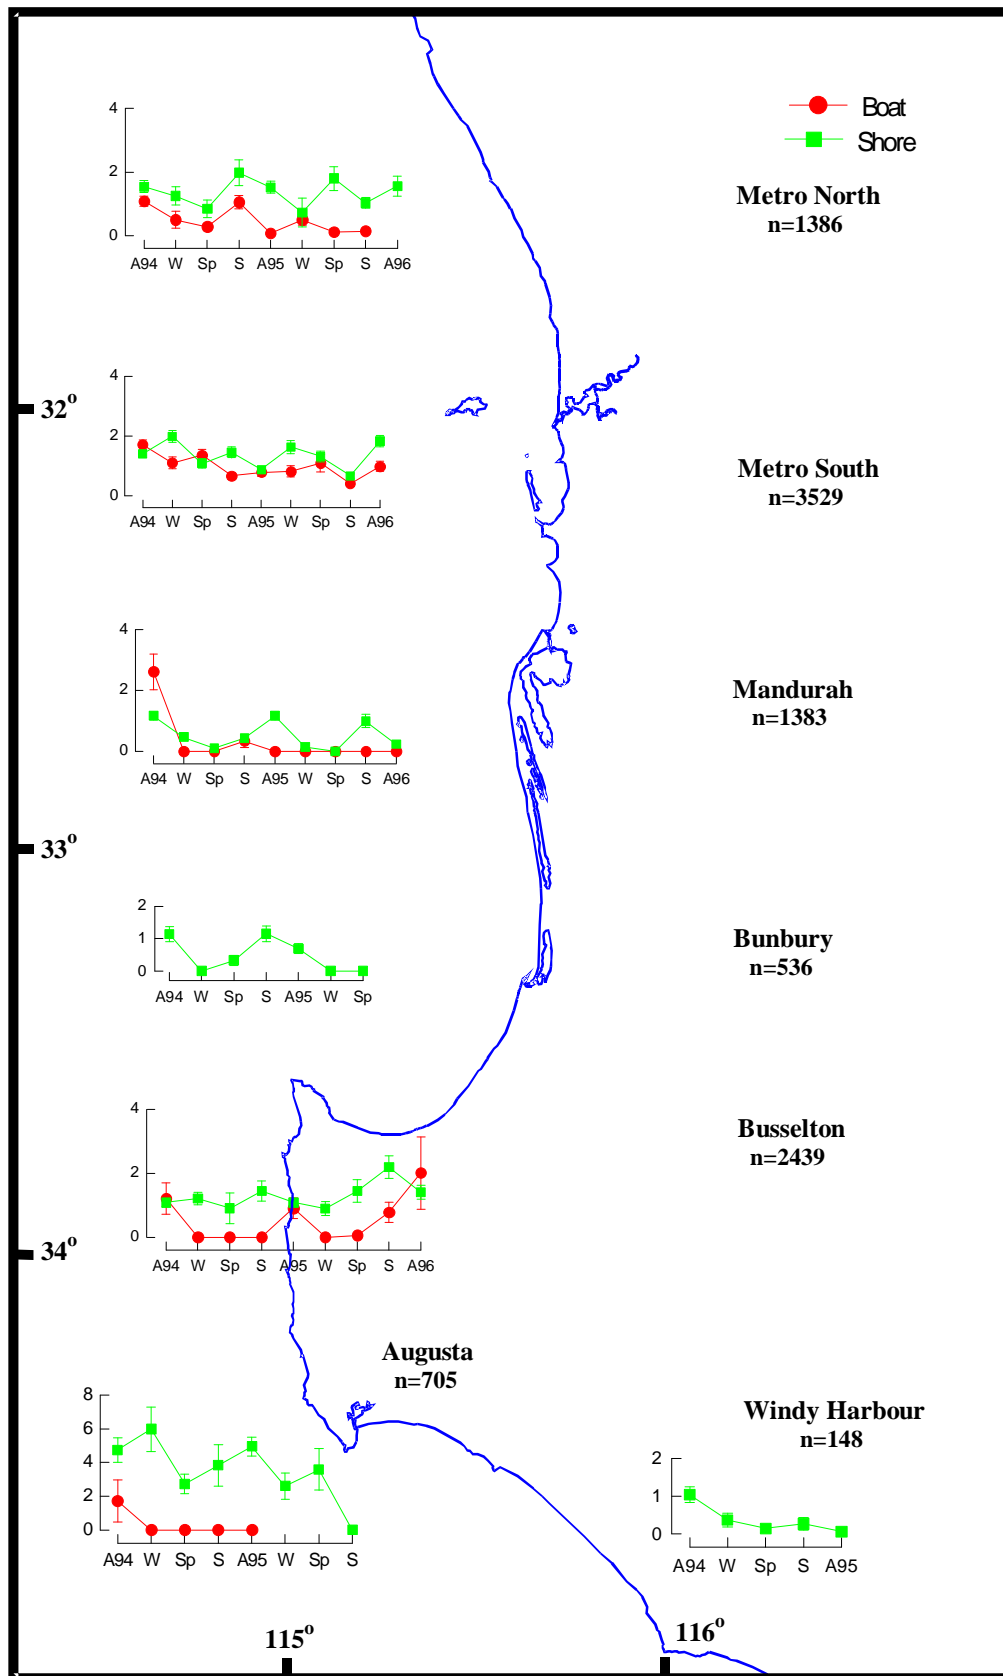 Boat
Shore
Metro North
n=1386
4
2
0
A94 W Sp S A95 W Sp S A96
32°
4
2
0
A94 W Sp S A95 W Sp S A96
Metro South
n=3529
4
2
0
A94 W Sp S A95 W Sp S A96
Mandurah
n=1383
33°
2
1
0
A94 W Sp S A95 W Sp
Bunbury
n=536
4
2
0
A94 W Sp S A95 W Sp S A96
Busselton
n=2439
34°
Augusta
n=705
8
6
4
2
0
A94 W Sp S A95 W Sp S
Windy Harbour
n=148
2
1
0
A94 W Sp S A95
115°
116°